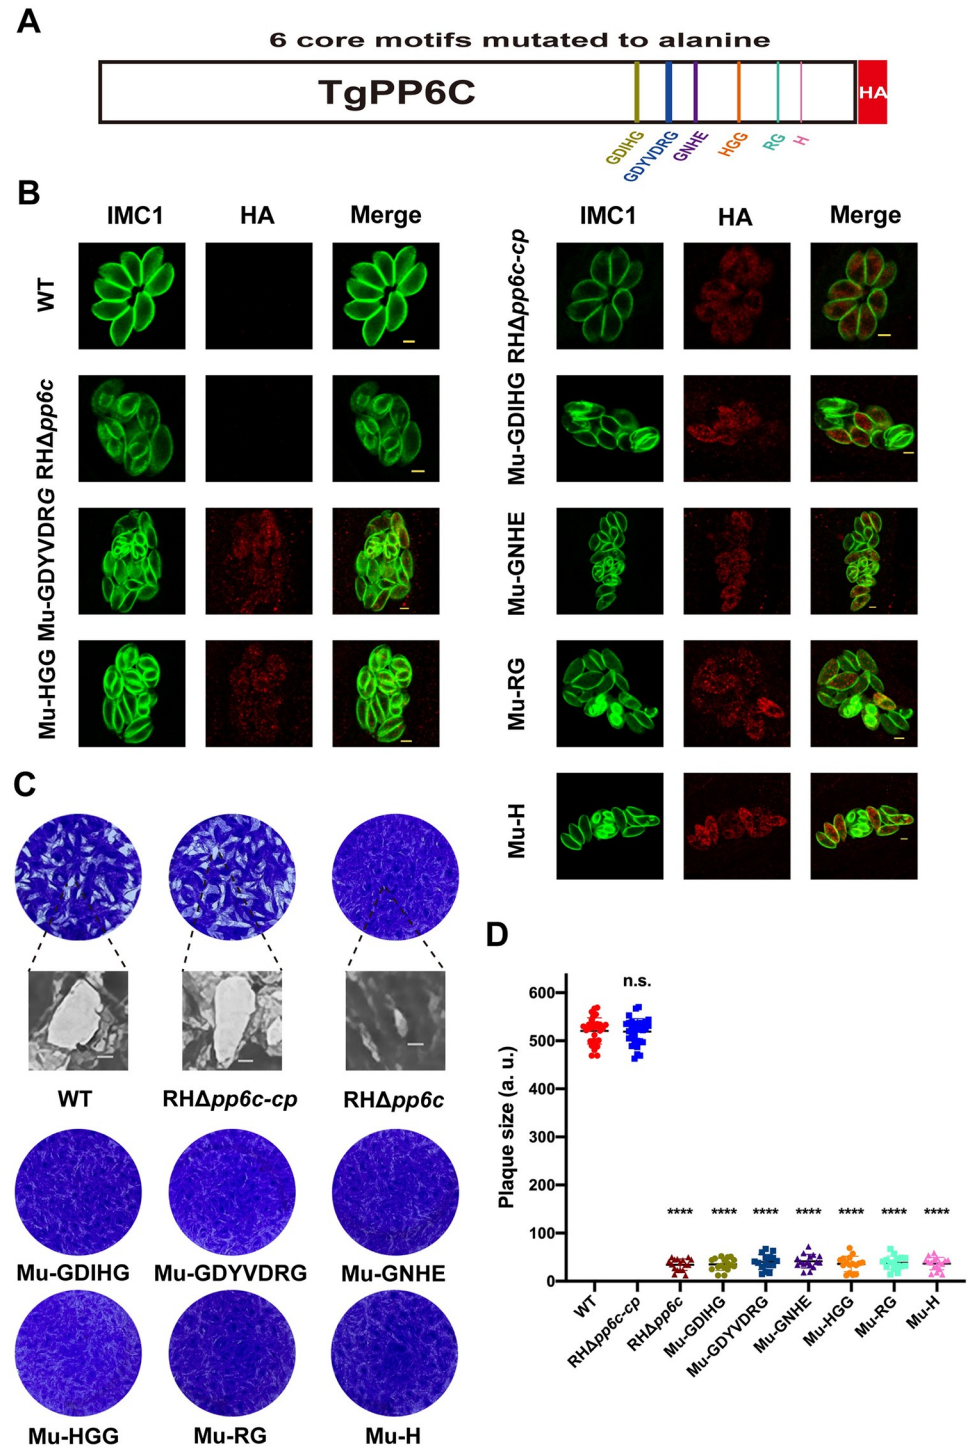 A
6 core motifs mutated to alanine
TgPP6C
HA
GDIHG
GDYVDRG
GNHE
HGG
RG
H
B
IMC1 HA Merge
WT
RHΔpp6c
Mu-GDYVDRG
Mu-HGG
IMC1 HA Merge
RHΔpp6c-cp
Mu-GDIHG
Mu-GNHE
Mu-RG
Mu-H
C
WT RHΔpp6c-cp RHΔpp6c
Mu-GDIHG Mu-GDYVDRG Mu-GNHE
Mu-HGG Mu-RG Mu-H
D
Plaque size (a. u.)
600
500
400
300
200
100
0
n.s.
**** **** **** **** **** **** ****
WT
RHΔpp6c-cp
RHΔpp6c
Mu-GDIHG
Mu-GDYVDRG
Mu-GNHE
Mu-HGG
Mu-RG
Mu-H